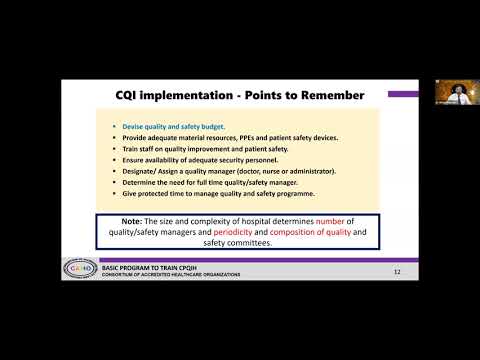 CQI implementation - Points to Remember
Devise quality and safety budget.
Provide adequate material resources, PPEs and patient safety devices.
Train staff on quality improvement and patient safety.
Ensure availability of adequate security personnel.
Designate/ Assign a quality manager (doctor, nurse or administrator).
Determine the need for full time quality/safety manager.
Give protected time to manage quality and safety programme.
Note: The size and complexity of hospital determines number of
quality/safety managers and periodicity and composition of quality and
safety committees.
BASIC PROGRAM TO TRAIN CPQIH
CONSORTIUM OF ACCREDITED HEALTHCARE ORGANIZATIONS
12